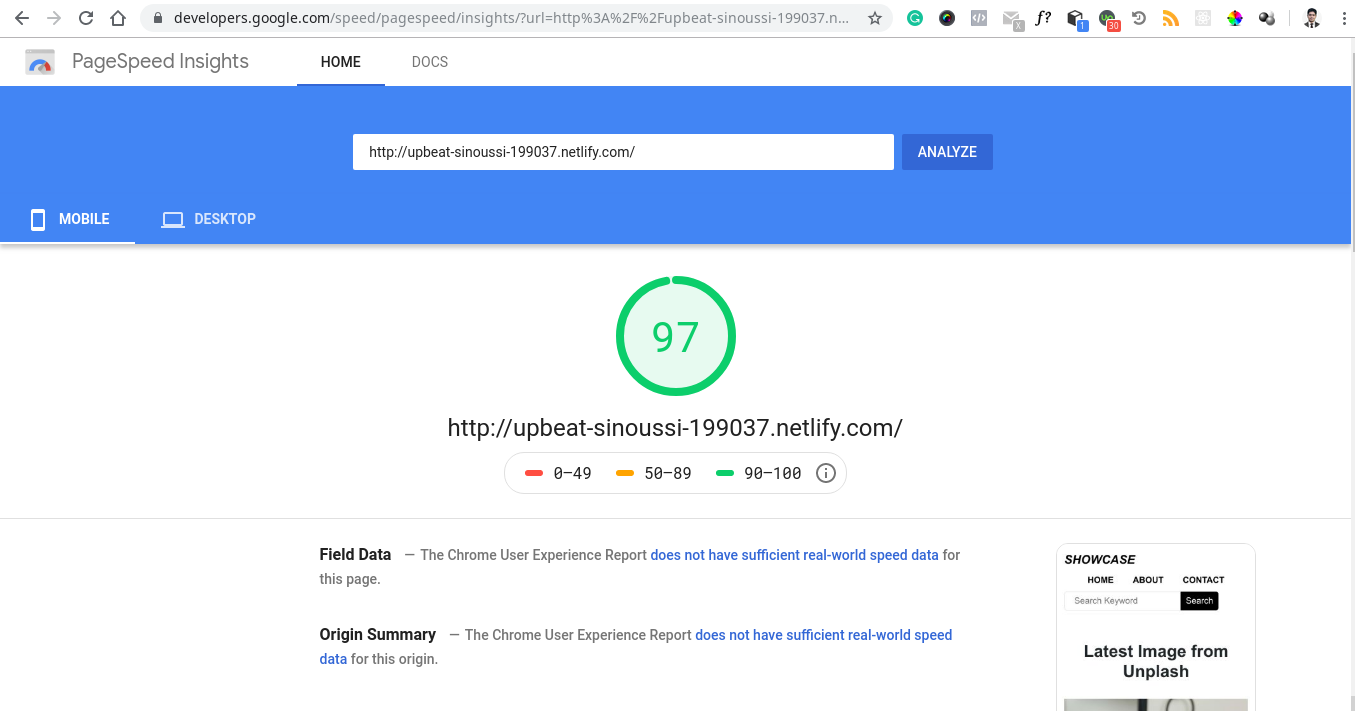 developers.google.com/speed/pagespeed/insights/?url=http%3A%2F%2Fupbeat-sinoussi-199037.n...
f?
X
1
30
PageSpeed Insights
HOME
DOCS
http://upbeat-sinoussi-199037.netlify.com/
ANALYZE
MOBILE
DESKTOP
97
http://upbeat-sinoussi-199037.netlify.com/
0–49
50–89
90–100
Field Data — The Chrome User Experience Report does not have sufficient real-world speed data for
this page.
Origin Summary — The Chrome User Experience Report does not have sufficient real-world speed
data for this origin.
SHOWCASE
HOME ABOUT CONTACT
Search Keyword
Search
Latest Image from
Unplash